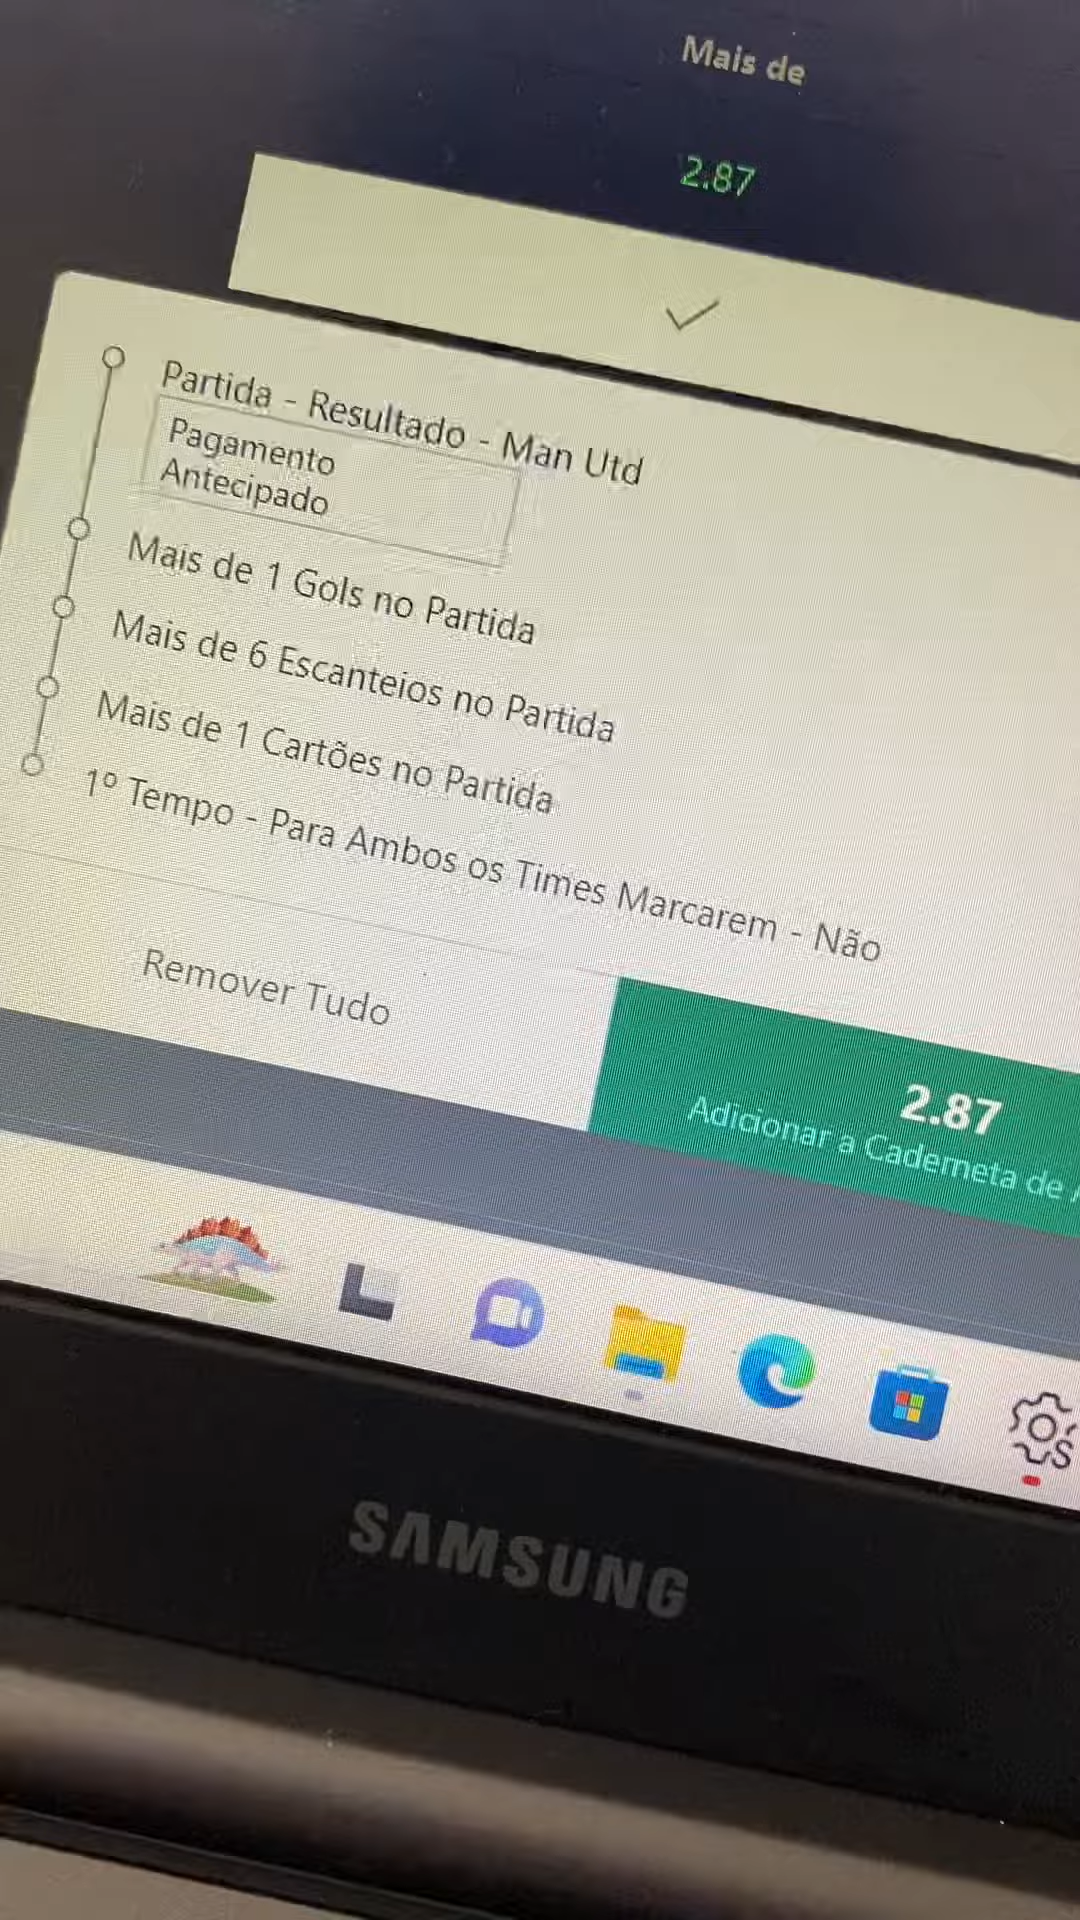 Mais de
2.87
Partida - Resultado - Man Utd
Pagamento
Antecipado
Mais de 1 Gols no Partida
Mais de 6 Escanteios no Partida
Mais de 1 Cartões no Partida
1º Tempo - Para Ambos os Times Marcarem - Não
Remover Tudo
2.87
Adicionar a Caderneta de
SAMSUNG